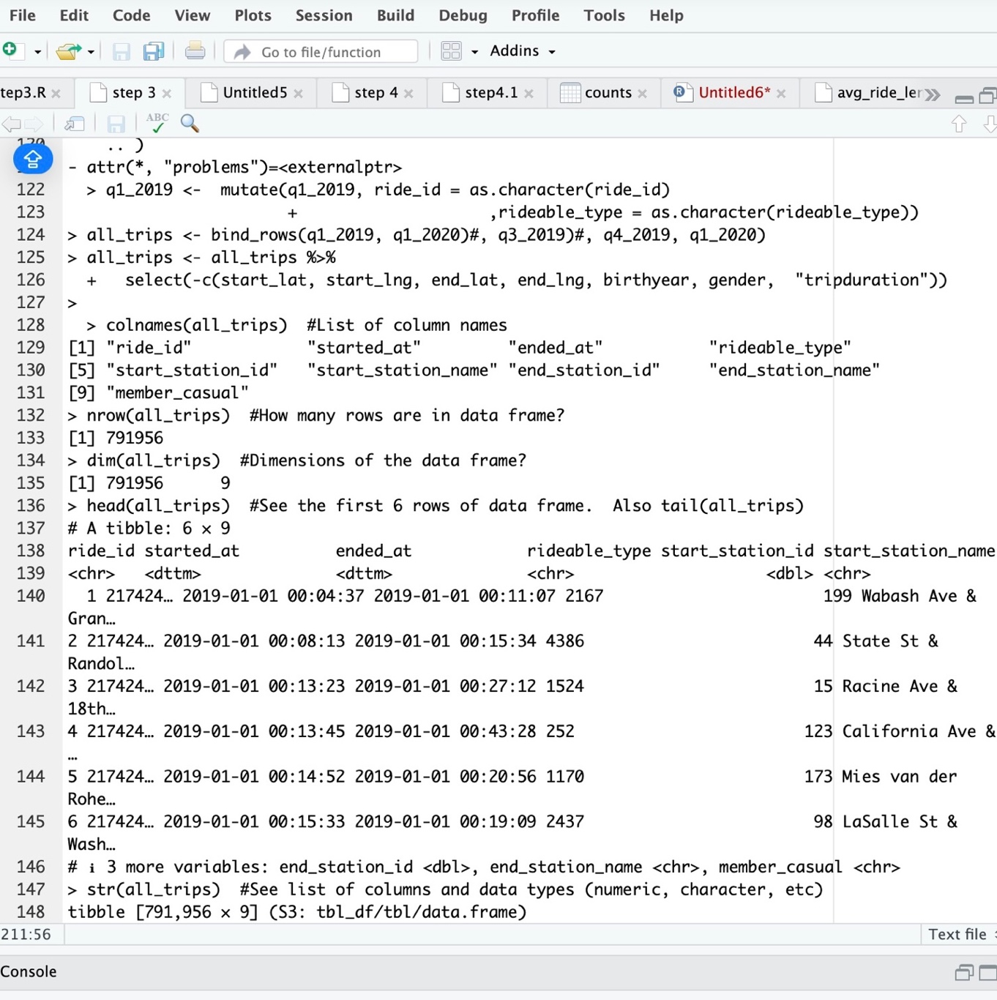 File Edit Code View Plots Session Build Debug Profile Tools Help
Go to file/function Addins
tep3.R step 3 Untitled5 step 4 step4.1 counts Untitled6* avg_ride_ler
ABC
120 .. )
- attr(*, "problems")=<externalptr>
122 > q1_2019 <-  mutate(q1_2019, ride_id = as.character(ride_id)
123 + ,rideable_type = as.character(rideable_type))
124 > all_trips <- bind_rows(q1_2019, q1_2020)#, q3_2019)#, q4_2019, q1_2020)
125 > all_trips <- all_trips %>%
126 +   select(-c(start_lat, start_lng, end_lat, end_lng, birthyear, gender,  "tripduration"))
127 >
128 > colnames(all_trips)  #List of column names
129 [1] "ride_id" "started_at" "ended_at" "rideable_type"
130 [5] "start_station_id" "start_station_name" "end_station_id" "end_station_name"
131 [9] "member_casual"
132 > nrow(all_trips)  #How many rows are in data frame?
133 [1] 791956
134 > dim(all_trips)  #Dimensions of the data frame?
135 [1] 791956      9
136 > head(all_trips)  #See the first 6 rows of data frame.  Also tail(all_trips)
137 # A tibble: 6 × 9
138 ride_id started_at ended_at rideable_type start_station_id start_station_name
139 <chr> <dttm> <dttm> <chr> <dbl> <chr>
140 1 217424… 2019-01-01 00:04:37 2019-01-01 00:11:07 2167 199 Wabash Ave &
Gran…
141 2 217424… 2019-01-01 00:08:13 2019-01-01 00:15:34 4386 44 State St &
Randol…
142 3 217424… 2019-01-01 00:13:23 2019-01-01 00:27:12 1524 15 Racine Ave &
18th…
143 4 217424… 2019-01-01 00:13:45 2019-01-01 00:43:28 252 123 California Ave &
…
144 5 217424… 2019-01-01 00:14:52 2019-01-01 00:20:56 1170 173 Mies van der
Rohe…
145 6 217424… 2019-01-01 00:15:33 2019-01-01 00:19:09 2437 98 LaSalle St &
Wash…
146 # ℹ 3 more variables: end_station_id <dbl>, end_station_name <chr>, member_casual <chr>
147 > str(all_trips)  #See list of columns and data types (numeric, character, etc)
148 tibble [791,956 × 9] (S3: tbl_df/tbl/data.frame)
211:56 Text file
Console